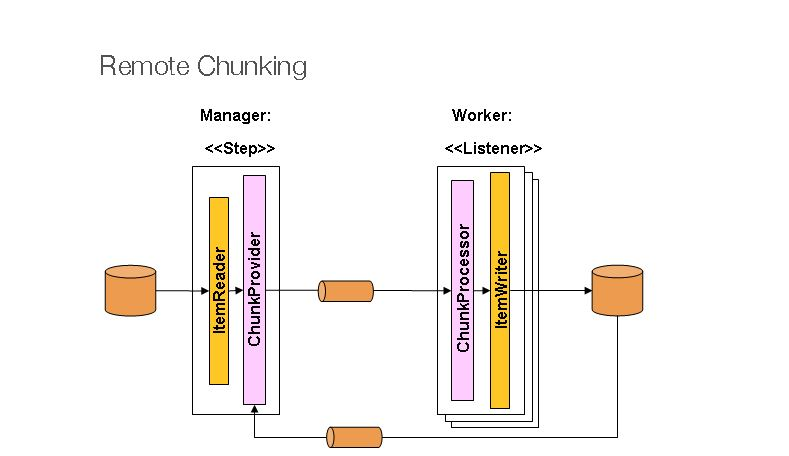 Remote Chunking
Manager:
Worker:
<<Step>>
<<Listener>>
ItemReader
ChunkProvider
ChunkProcessor
ItemWriter